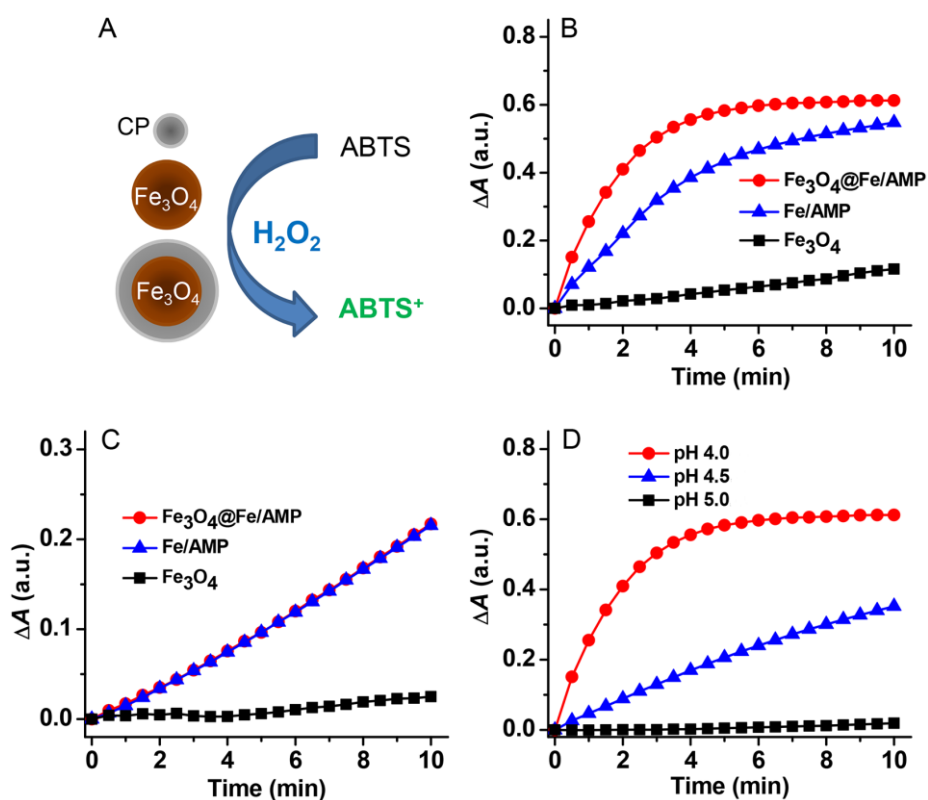 A
CP
Fe₃O₄
Fe₃O₄
ABTS
H₂O₂
ABTS⁺
B
0.8
0.6
0.4
0.2
0.0
ΔA (a.u.)
Fe₃O₄@Fe/AMP
Fe/AMP
Fe₃O₄
0 2 4 6 8 10
Time (min)
C
0.3
0.2
0.1
0.0
ΔA (a.u.)
Fe₃O₄@Fe/AMP
Fe/AMP
Fe₃O₄
0 2 4 6 8 10
Time (min)
D
0.8
0.6
0.4
0.2
0.0
ΔA (a.u.)
pH 4.0
pH 4.5
pH 5.0
0 2 4 6 8 10
Time (min)